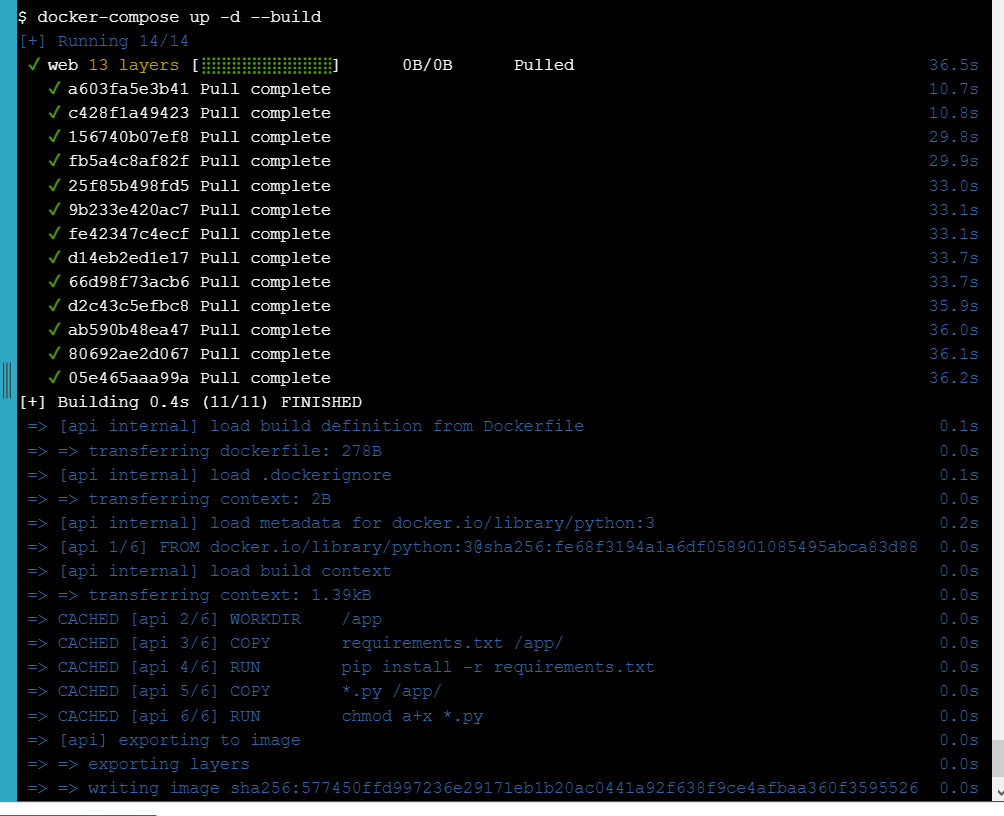 $ docker-compose up -d --build
[+] Running 14/14
✓ web 13 layers [⣿⣿⣿⣿⣿⣿⣿⣿⣿⣿⣿⣿⣿] 0B/0B Pulled 36.5s
✓ a603fa5e3b41 Pull complete 10.7s
✓ c428f1a49423 Pull complete 10.8s
✓ 156740b07ef8 Pull complete 29.8s
✓ fb5a4c8af82f Pull complete 29.9s
✓ 25f85b498fd5 Pull complete 33.0s
✓ 9b233e420ac7 Pull complete 33.1s
✓ fe42347c4ecf Pull complete 33.1s
✓ d14eb2ed1e17 Pull complete 33.7s
✓ 66d98f73acb6 Pull complete 33.7s
✓ d2c43c5efbc8 Pull complete 35.9s
✓ ab590b48ea47 Pull complete 36.0s
✓ 80692ae2d067 Pull complete 36.1s
✓ 05e465aaa99a Pull complete 36.2s
[+] Building 0.4s (11/11) FINISHED
=> [api internal] load build definition from Dockerfile 0.1s
=> => transferring dockerfile: 278B 0.0s
=> [api internal] load .dockerignore 0.1s
=> => transferring context: 2B 0.0s
=> [api internal] load metadata for docker.io/library/python:3 0.2s
=> [api 1/6] FROM docker.io/library/python:3@sha256:fe68f3194a1a6df058901085495abca83d88 0.0s
=> [api internal] load build context 0.0s
=> => transferring context: 1.39kB 0.0s
=> CACHED [api 2/6] WORKDIR /app 0.0s
=> CACHED [api 3/6] COPY requirements.txt /app/ 0.0s
=> CACHED [api 4/6] RUN pip install -r requirements.txt 0.0s
=> CACHED [api 5/6] COPY *.py /app/ 0.0s
=> CACHED [api 6/6] RUN chmod a+x *.py 0.0s
=> [api] exporting to image 0.0s
=> => exporting layers 0.0s
=> => writing image sha256:577450ffd997236e29171eb1b20ac0441a92f638f9ce4afbaa360f3595526 0.0s